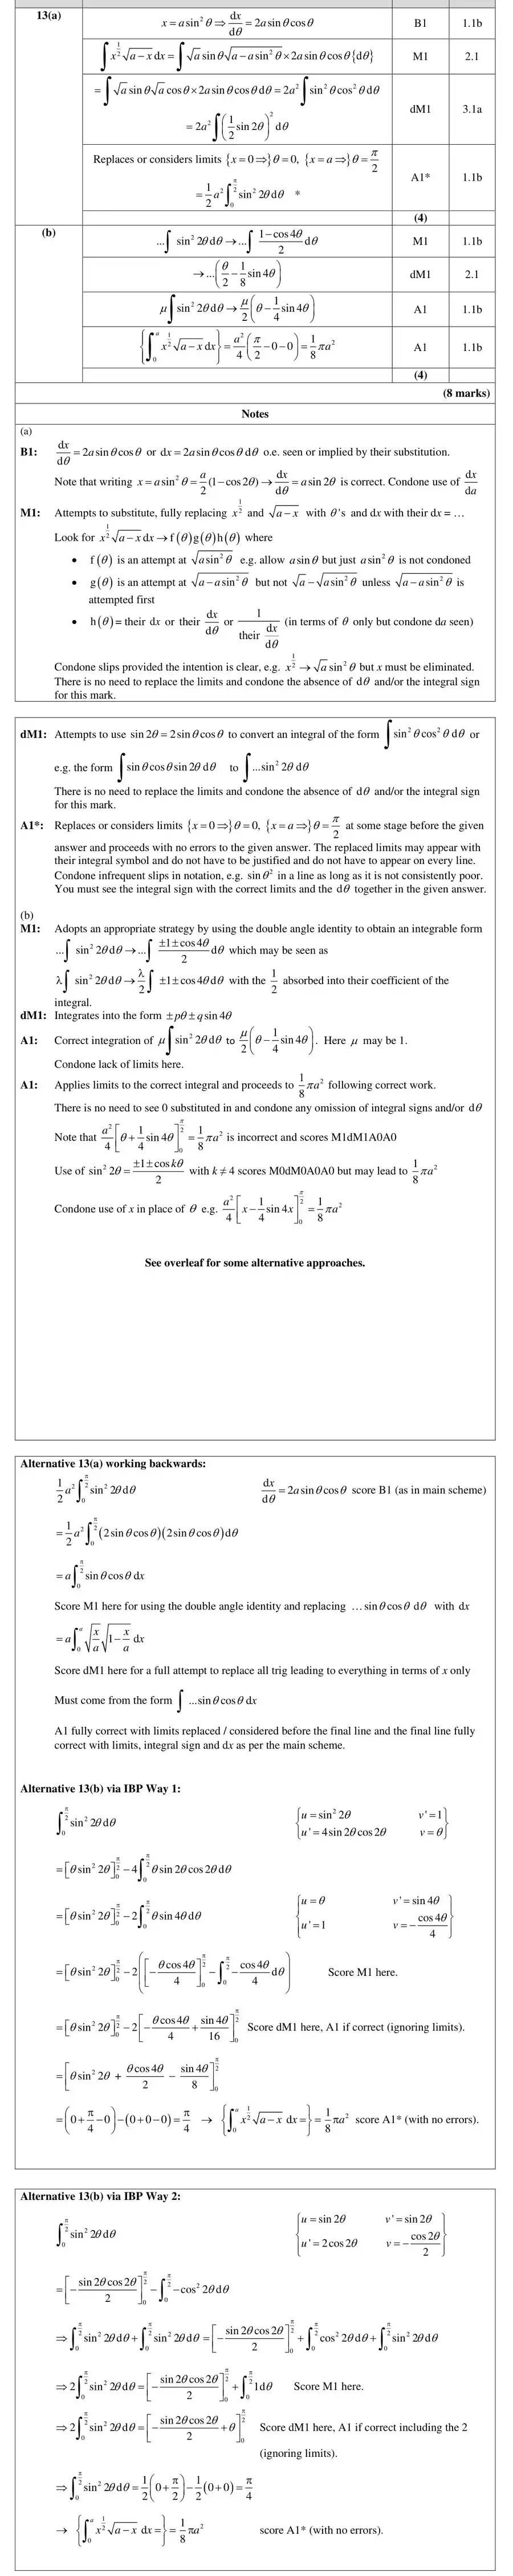 13(a) x = a sin² θ ⇒ dx/dθ = 2a sin θ cos θ B1 1.1b
∫ x^(1/2) √(a − x) dx = ∫ √a sin θ √(a − a sin² θ) × 2a sin θ cos θ {dθ} M1 2.1
= ∫ √a sin θ √a cos θ × 2a sin θ cos θ dθ = 2a² ∫ sin² θ cos² θ dθ
= 2a² ∫ (1/2 sin 2θ)² dθ dM1 3.1a
Replaces or considers limits {x = 0 ⇒} θ = 0, {x = a ⇒} θ = π/2
= 1/2 a² ∫_0^(π/2) sin² 2θ dθ * A1* 1.1b
(4)
(b) ...∫ sin² 2θ dθ → ...∫ (1 − cos 4θ)/2 dθ M1 1.1b
→ ...(θ/2 − 1/8 sin 4θ) dM1 2.1
μ ∫ sin² 2θ dθ → μ/2 (θ − 1/4 sin 4θ) A1 1.1b
{∫_0^a x^(1/2) √(a − x) dx} = a²/4 (π/2 − 0 − 0) = 1/8 πa² A1 1.1b
(4)
(8 marks)
Notes
(a)
B1: dx/dθ = 2a sin θ cos θ or dx = 2a sin θ cos θ dθ o.e. seen or implied by their substitution.
Note that writing x = a sin² θ = a/2 (1 − cos 2θ) → dx/dθ = a sin 2θ is correct. Condone use of dx/da
M1: Attempts to substitute, fully replacing x^(1/2) and √(a − x) with θ's and dx with their dx = …
Look for x^(1/2) √(a − x) dx → f(θ)g(θ)h(θ) where
• f(θ) is an attempt at √(a sin² θ) e.g. allow a sin θ but just a sin² θ is not condoned
• g(θ) is an attempt at √(a − a sin² θ) but not √a − √(a sin² θ) unless √(a − a sin² θ) is
attempted first
• h(θ) = their dx or their dx/dθ or 1/(their dx/dθ) (in terms of θ only but condone da seen)
Condone slips provided the intention is clear, e.g. x^(1/2) → √a sin² θ but x must be eliminated.
There is no need to replace the limits and condone the absence of dθ and/or the integral sign
for this mark.
dM1: Attempts to use sin 2θ = 2 sin θ cos θ to convert an integral of the form ∫ sin² θ cos² θ dθ or
e.g. the form ∫ sin θ cos θ sin 2θ dθ to ∫ ...sin² 2θ dθ
There is no need to replace the limits and condone the absence of dθ and/or the integral sign
for this mark.
A1*: Replaces or considers limits {x = 0 ⇒} θ = 0, {x = a ⇒} θ = π/2 at some stage before the given
answer and proceeds with no errors to the given answer. The replaced limits may appear with
their integral symbol and do not have to be justified and do not have to appear on every line.
Condone infrequent slips in notation, e.g. sin θ² in a line as long as it is not consistently poor.
You must see the integral sign with the correct limits and the dθ together in the given answer.
(b)
M1: Adopts an appropriate strategy by using the double angle identity to obtain an integrable form
...∫ sin² 2θ dθ → ...∫ (±1 ± cos 4θ)/2 dθ which may be seen as
λ ∫ sin² 2θ dθ → λ/2 ∫ ±1 ± cos 4θ dθ with the 1/2 absorbed into their coefficient of the
integral.
dM1: Integrates into the form ±pθ ± q sin 4θ
A1: Correct integration of μ ∫ sin² 2θ dθ to μ/2 (θ − 1/4 sin 4θ). Here μ may be 1.
Condone lack of limits here.
A1: Applies limits to the correct integral and proceeds to 1/8 πa² following correct work.
There is no need to see 0 substituted in and condone any omission of integral signs and/or dθ
Note that a²/4 [θ + 1/4 sin 4θ]_0^(π/2) = 1/8 πa² is incorrect and scores M1dM1A0A0
Use of sin² 2θ = (±1 ± cos kθ)/2 with k ≠ 4 scores M0dM0A0A0 but may lead to 1/8 πa²
Condone use of x in place of θ e.g. a²/4 [x − 1/4 sin 4x]_0^(π/2) = 1/8 πa²
See overleaf for some alternative approaches.
Alternative 13(a) working backwards:
1/2 a² ∫_0^(π/2) sin² 2θ dθ dx/dθ = 2a sin θ cos θ score B1 (as in main scheme)
= 1/2 a² ∫_0^(π/2) (2 sin θ cos θ)(2 sin θ cos θ) dθ
= a ∫_0^(π/2) sin θ cos θ dx
Score M1 here for using the double angle identity and replacing … sin θ cos θ dθ with dx
= a ∫_0^a √(x/a) √(1 − x/a) dx
Score dM1 here for a full attempt to replace all trig leading to everything in terms of x only
Must come from the form ∫ ...sin θ cos θ dx
A1 fully correct with limits replaced / considered before the final line and the final line fully
correct with limits, integral sign and dx as per the main scheme.
Alternative 13(b) via IBP Way 1:
∫_0^(π/2) sin² 2θ dθ {u = sin² 2θ v' = 1
u' = 4 sin 2θ cos 2θ v = θ}
= [θ sin² 2θ]_0^(π/2) − 4 ∫_0^(π/2) θ sin 2θ cos 2θ dθ
= [θ sin² 2θ]_0^(π/2) − 2 ∫_0^(π/2) θ sin 4θ dθ {u = θ v' = sin 4θ
u' = 1 v = −cos 4θ/4}
= [θ sin² 2θ]_0^(π/2) − 2([−θ cos 4θ/4]_0^(π/2) − ∫_0^(π/2) −cos 4θ/4 dθ) Score M1 here.
= [θ sin² 2θ]_0^(π/2) − 2[−θ cos 4θ/4 + sin 4θ/16]_0^(π/2) Score dM1 here, A1 if correct (ignoring limits).
= [θ sin² 2θ + θ cos 4θ/2 − sin 4θ/8]_0^(π/2)
= (0 + π/4 − 0) − (0 + 0 − 0) = π/4 → {∫_0^a x^(1/2) √(a − x) dx =} = 1/8 πa² score A1* (with no errors).
Alternative 13(b) via IBP Way 2:
∫_0^(π/2) sin² 2θ dθ {u = sin 2θ v' = sin 2θ
u' = 2 cos 2θ v = −cos 2θ/2}
= [−sin 2θ cos 2θ/2]_0^(π/2) − ∫_0^(π/2) −cos² 2θ dθ
⇒ ∫_0^(π/2) sin² 2θ dθ + ∫_0^(π/2) sin² 2θ dθ = [−sin 2θ cos 2θ/2]_0^(π/2) + ∫_0^(π/2) cos² 2θ dθ + ∫_0^(π/2) sin² 2θ dθ
⇒ 2 ∫_0^(π/2) sin² 2θ dθ = [−sin 2θ cos 2θ/2]_0^(π/2) + ∫_0^(π/2) 1 dθ Score M1 here.
⇒ 2 ∫_0^(π/2) sin² 2θ dθ = [−sin 2θ cos 2θ/2 + θ]_0^(π/2) Score dM1 here, A1 if correct including the 2
(ignoring limits).
⇒ ∫_0^(π/2) sin² 2θ dθ = 1/2 (0 + π/2) − 1/2 (0 + 0) = π/4
→ {∫_0^a x^(1/2) √(a − x) dx =} = 1/8 πa² score A1* (with no errors).